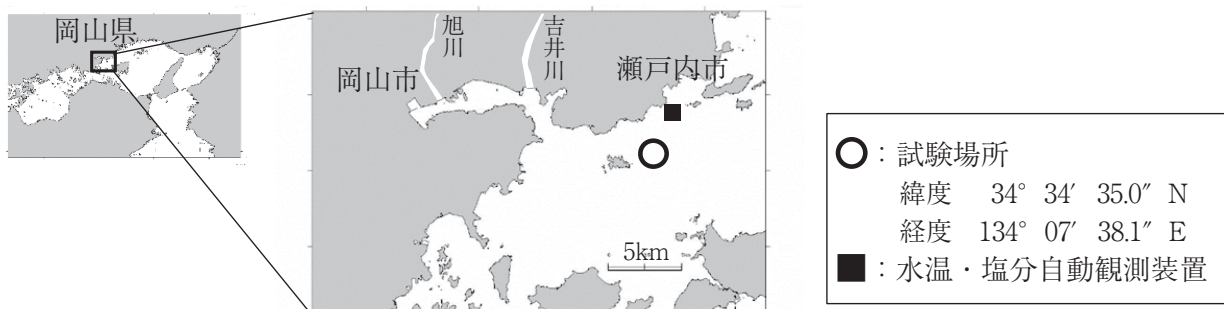 岡山県
旭川
吉井川
岡山市
瀬戸内市
5km
○：試験場所
緯度　34° 34′ 35.0″ N
経度　134° 07′ 38.1″ E
■：水温・塩分自動観測装置